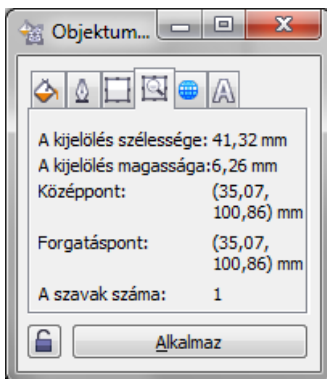 Objektum...
A kijelölés szélessége: 41,32 mm
A kijelölés magassága:6,26 mm
Középpont: (35,07,
100,86) mm
Forgatáspont: (35,07,
100,86) mm
A szavak száma: 1
Alkalmaz